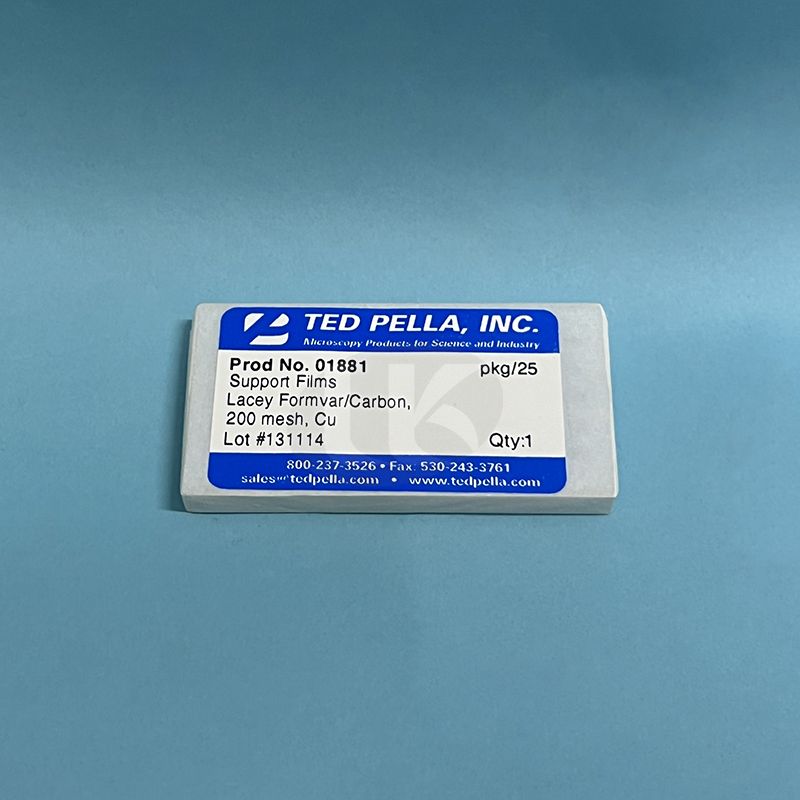 TED PELLA, INC.
Microscopy Products for Science and Industry
Prod No. 01881 pkg/25
Support Films
Lacey Formvar/Carbon,
200 mesh, Cu
Lot #131114 Qty:1
800-237-3526 • Fax: 530-243-3761
sales@tedpella.com • www.tedpella.com